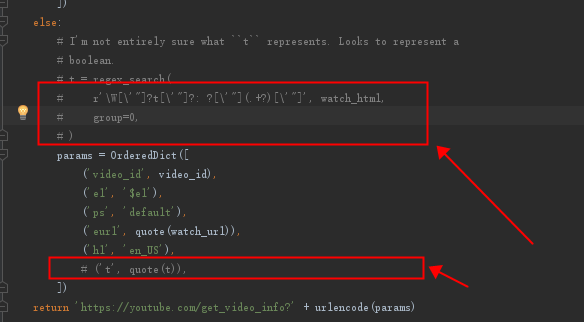 ])
else:
# I'm not entirely sure what ``t`` represents. Looks to represent a
# boolean.
# t = regex_search(
#     r'\W[\'"]?t[\'"]?: ?[\'"](.+?)[\'"]', watch_html,
#     group=0,
# )
params = OrderedDict([
('video_id', video_id),
('el', '$el'),
('ps', 'default'),
('eurl', quote(watch_url)),
('hl', 'en_US'),
# ('t', quote(t)),
])
return 'https://youtube.com/get_video_info?' + urlencode(params)